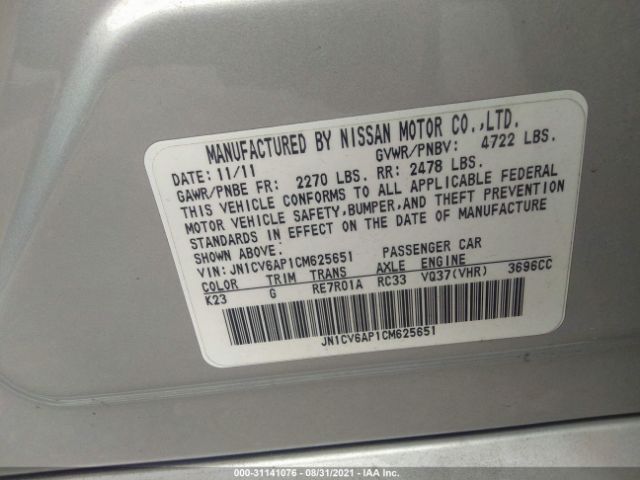 MANUFACTURED BY NISSAN MOTOR CO.,LTD.
DATE: 11/11 GVWR/PNBV: 4722 LBS.
GAWR/PNBE FR: 2270 LBS. RR: 2478 LBS.
THIS VEHICLE CONFORMS TO ALL APPLICABLE FEDERAL
MOTOR VEHICLE SAFETY,BUMPER,AND THEFT PREVENTION
STANDARDS IN EFFECT ON THE DATE OF MANUFACTURE
SHOWN ABOVE.
VIN: JN1CV6AP1CM625651 PASSENGER CAR
COLOR TRIM TRANS AXLE ENGINE
K23 G RE7R01A RC33 VQ37(VHR) 3696CC
JN1CV6AP1CM625651
000-31141076 - 08/31/2021 - IAA Inc.